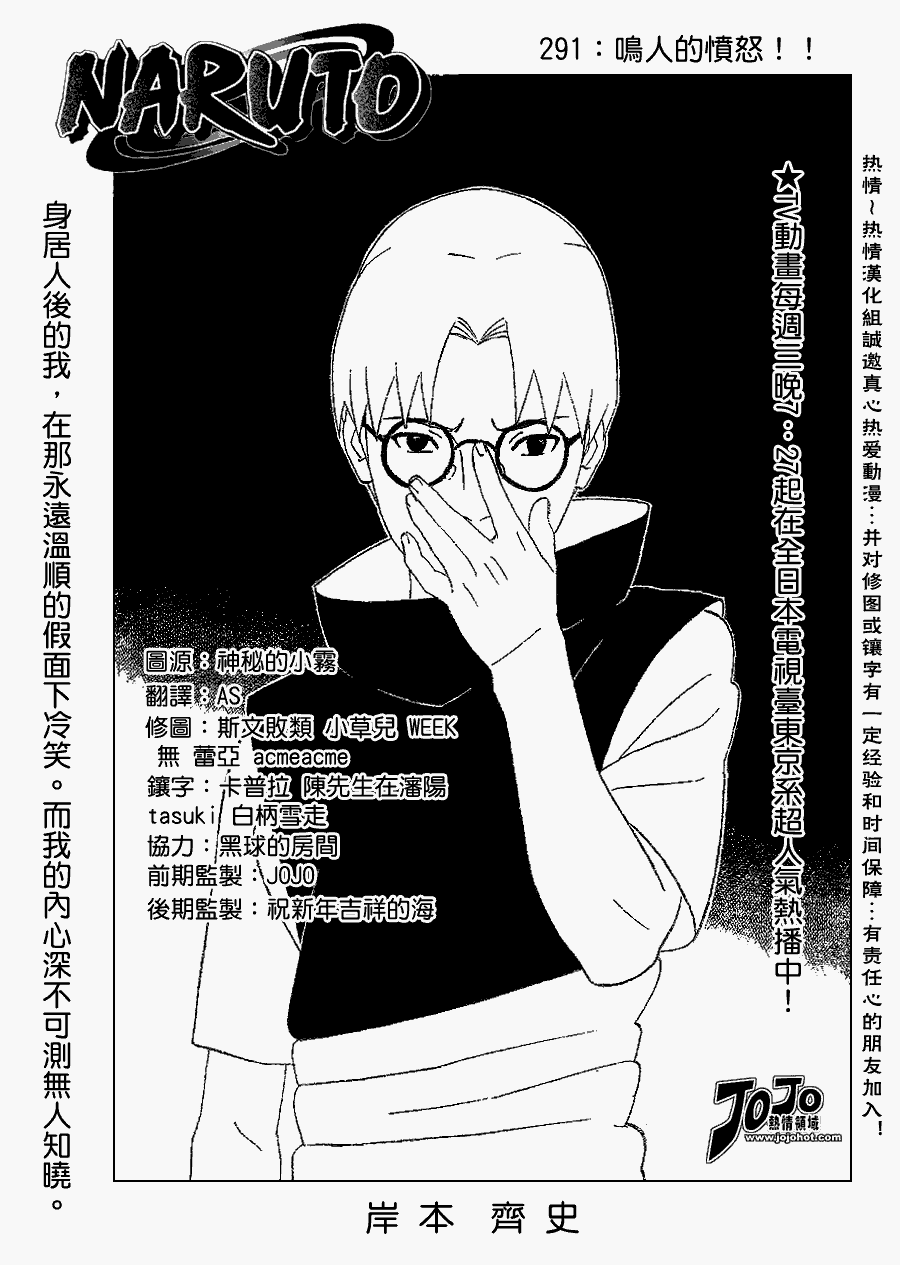 NARUTO
291：鳴人的憤怒！！
热情～热情漢化組誠邀真心热爱動漫…并对修图或镶字有一定经验和时间保障…有责任心的朋友加入！
★TV動畫每週三晚7：27起在全日本電視臺東京系超人氣熱播中！
身居人後的我，在那永遠溫順的假面下冷笑。而我的內心深不可測無人知曉。
圖源：神秘的小霧
翻譯：AS
修圖：斯文敗類 小草兒 WEEK
無 蕾亞 acmeacme
鑲字：卡普拉 陳先生在瀋陽
tasuki 白柄雪走
協力：黑球的房間
前期監製：JOJO
後期監製：祝新年吉祥的海
JOJO
熱情領域
www.jojohot.com
岸本 齊史